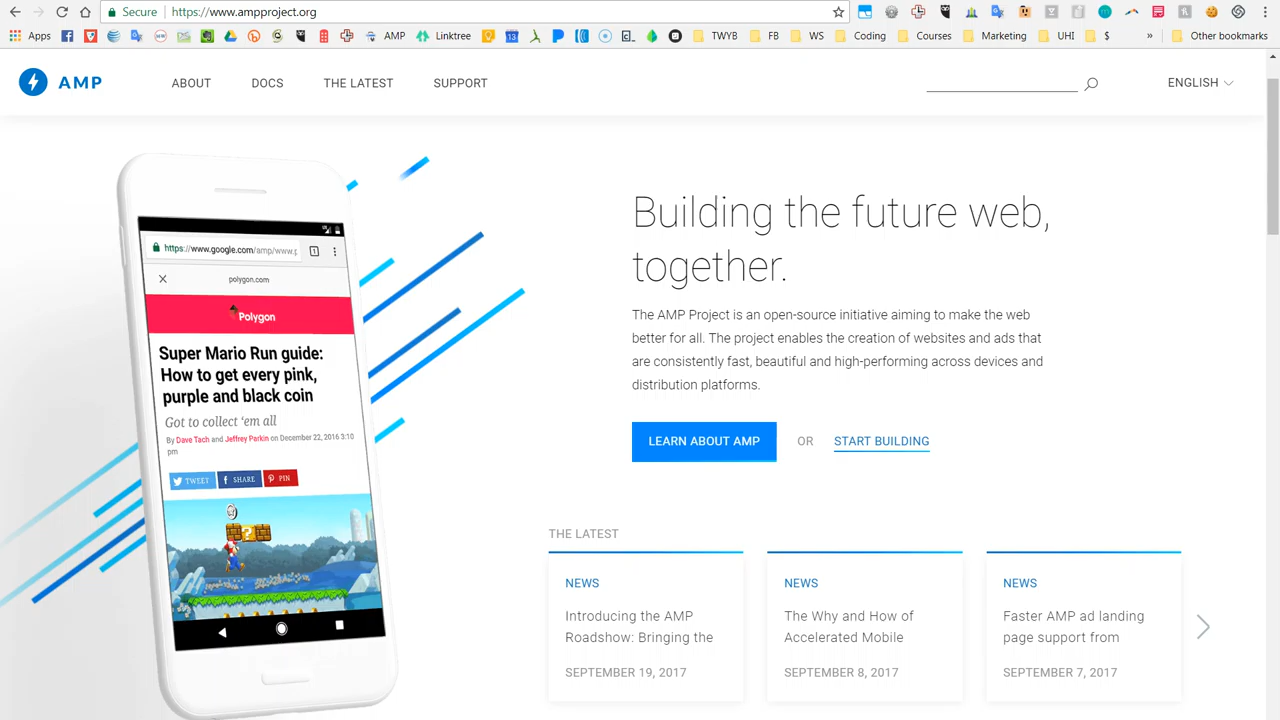 Secure
https://www.ampproject.org
Apps
AMP
Linktree
13
TWYB
FB
WS
Coding
Courses
Marketing
UHI
$
»
Other bookmarks
AMP
ABOUT
DOCS
THE LATEST
SUPPORT
ENGLISH
https://www.google.com/amp/www.p
1
polygon.com
Polygon
Super Mario Run guide:
How to get every pink,
purple and black coin
Got to collect ‘em all
By Dave Tach and Jeffrey Parkin on December 22, 2016 3:10
pm
TWEET
SHARE
PIN
Building the future web,
together.
The AMP Project is an open-source initiative aiming to make the web
better for all. The project enables the creation of websites and ads that
are consistently fast, beautiful and high-performing across devices and
distribution platforms.
LEARN ABOUT AMP
OR
START BUILDING
THE LATEST
NEWS
Introducing the AMP
Roadshow: Bringing the
SEPTEMBER 19, 2017
NEWS
The Why and How of
Accelerated Mobile
SEPTEMBER 8, 2017
NEWS
Faster AMP ad landing
page support from
SEPTEMBER 7, 2017